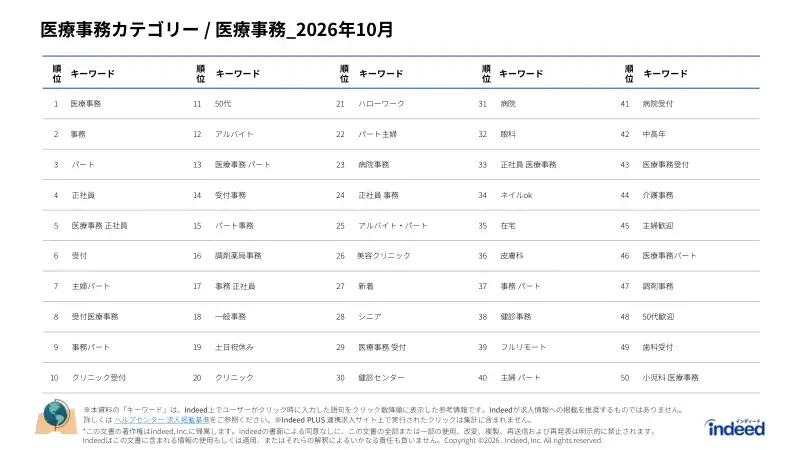 医療事務カテゴリー / 医療事務_2026年10月
順位 キーワード 順位 キーワード 順位 キーワード 順位 キーワード 順位 キーワード
1 医療事務 11 50代 21 ハローワーク 31 病院 41 病院受付
2 事務 12 アルバイト 22 パート主婦 32 眼科 42 中高年
3 パート 13 医療事務 パート 23 病院事務 33 正社員 医療事務 43 医療事務受付
4 正社員 14 受付事務 24 正社員 事務 34 ネイルok 44 介護事務
5 医療事務 正社員 15 パート事務 25 アルバイト・パート 35 在宅 45 主婦歓迎
6 受付 16 調剤薬局事務 26 美容クリニック 36 皮膚科 46 医療事務パート
7 主婦パート 17 事務 正社員 27 新着 37 事務 パート 47 調剤事務
8 受付医療事務 18 一般事務 28 シニア 38 健診事務 48 50代歓迎
9 事務パート 19 土日祝休み 29 医療事務 受付 39 フルリモート 49 歯科受付
10 クリニック受付 20 クリニック 30 健診センター 40 主婦 パート 50 小児科 医療事務
※本資料の「キーワード」は、Indeed上でユーザーがクリック時に入力した語句をクリック数降順に表示した参考情報です。Indeedが求人情報への掲載を推奨するものではありません。
詳しくは ヘルプセンター 求人掲載基準をご参照ください。※Indeed PLUS 連携求人サイト上で実行されたクリックは集計に含まれません。
*この文書の著作権はIndeed, Inc.に帰属します。Indeedの書面による同意なしに、この文書の全部または一部の使用、改変、複製、再送信および再発表は明示的に禁止されます。
Indeedはこの文書に含まれる情報の使用もしくは適用、またはそれらの解釈よるいかなる責任も負いません。Copyright ©2026 , Indeed, Inc. All rights reserved.
インディード
indeed